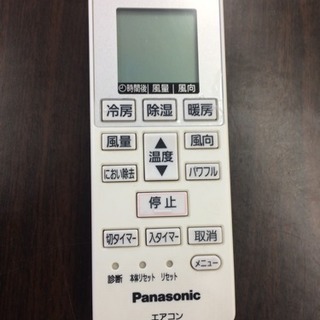 時間後 風量 風向
冷房 除湿 暖房
風量 温度 風向
におい除去 パワフル
停止
切タイマー 入タイマー 取消
診断 本体リセット リセット メニュー
Panasonic
エアコン